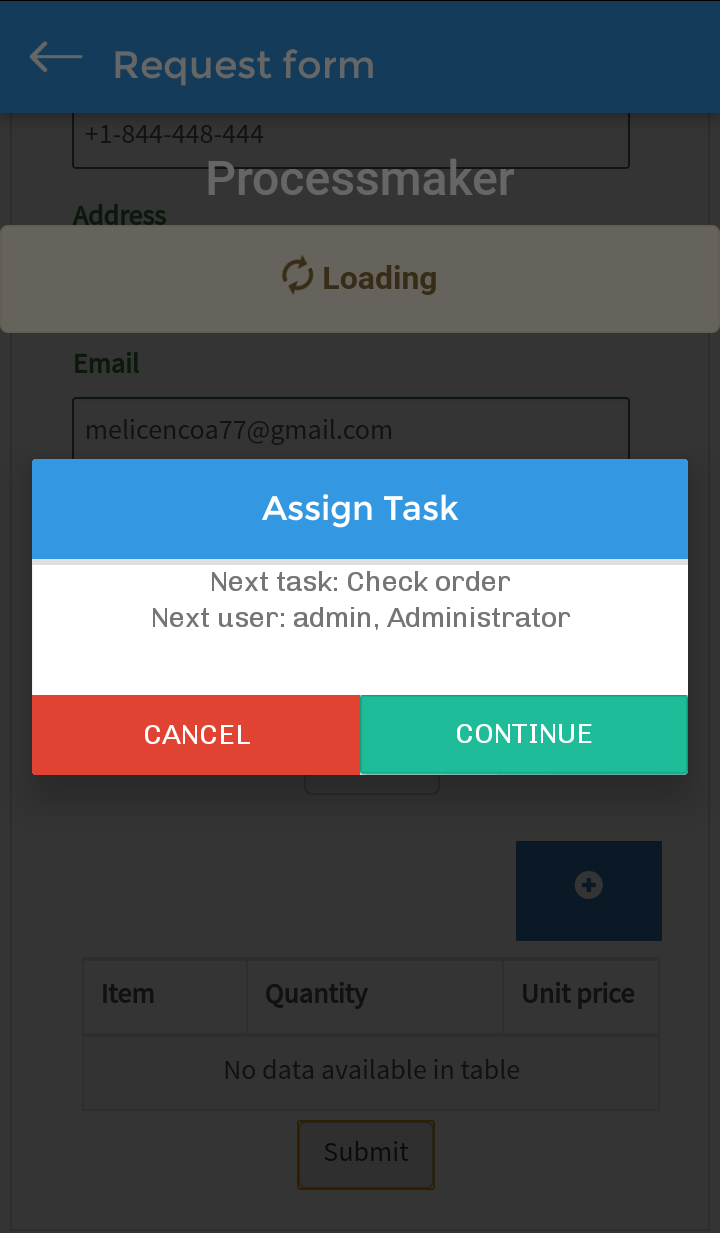 Request form
+1-844-448-444
Processmaker
Address
Loading
Email
melicencoa77@gmail.com
Assign Task
Next task: Check order
Next user: admin, Administrator
CANCEL CONTINUE
Item Quantity Unit price
No data available in table
Submit